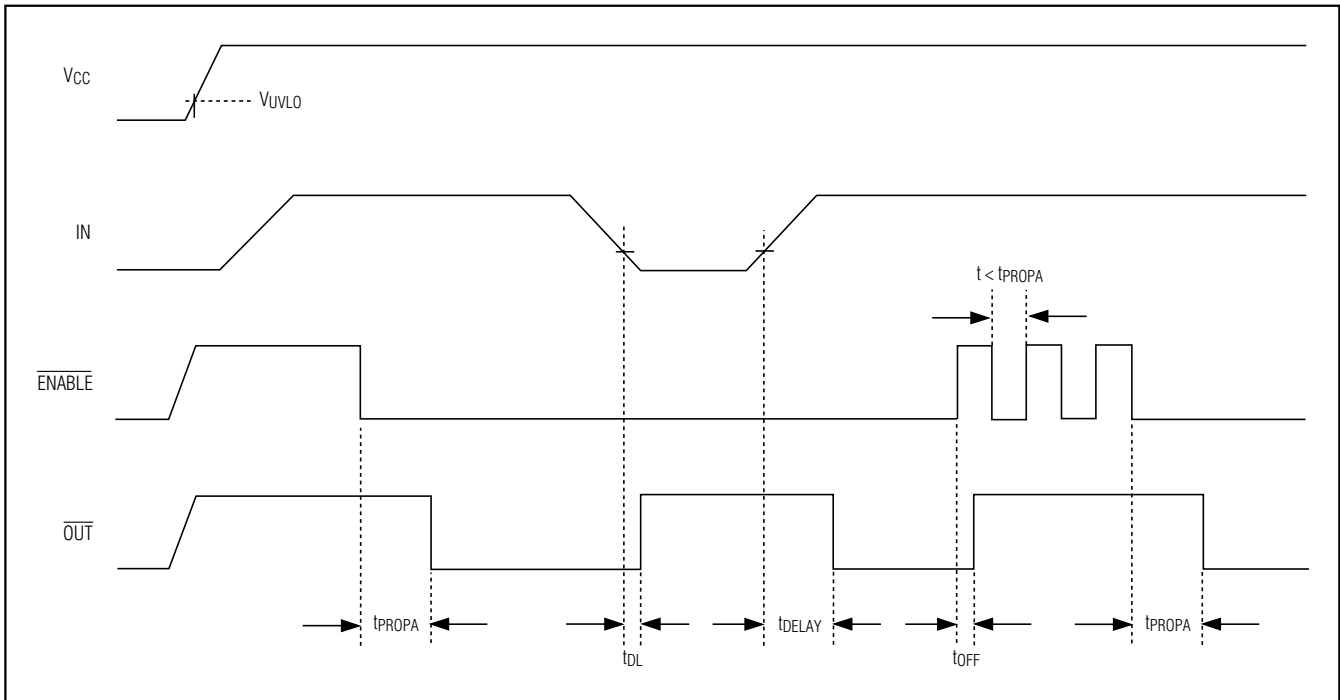 VCC
VUVLO
IN
t < tPROPA
ENABLE
OUT
tPROPA
tDL
tDELAY
tOFF
tPROPA